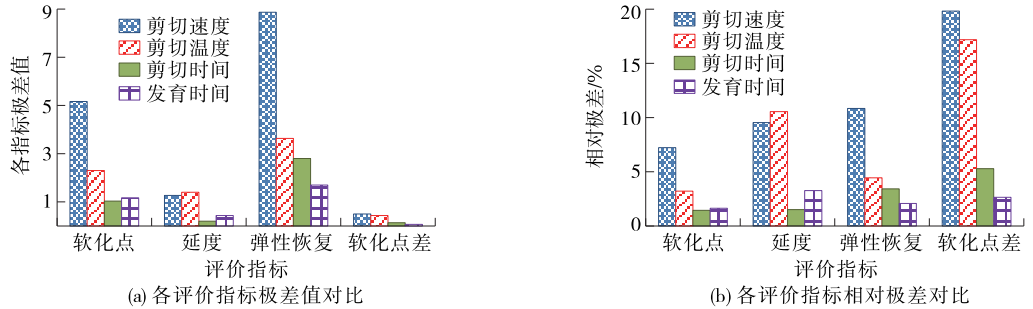 9
7
5
3
1
各指标极差值
剪切速度
剪切温度
剪切时间
发育时间
软化点
延度
弹性恢复
软化点差
评价指标
(a) 各评价指标极差值对比
20
15
10
5
0
相对极差/%
剪切速度
剪切温度
剪切时间
发育时间
软化点
延度
弹性恢复
软化点差
评价指标
(b) 各评价指标相对极差对比